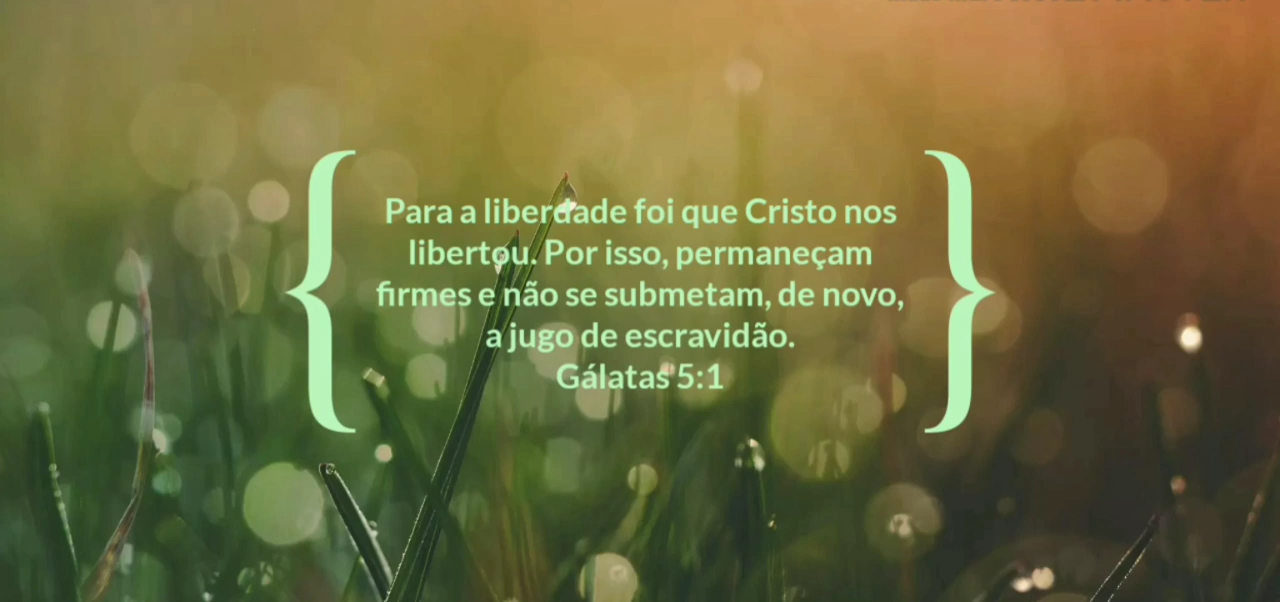 Para a liberdade foi que Cristo nos
libertou. Por isso, permaneçam
firmes e não se submetam, de novo,
a jugo de escravidão.
Gálatas 5:1